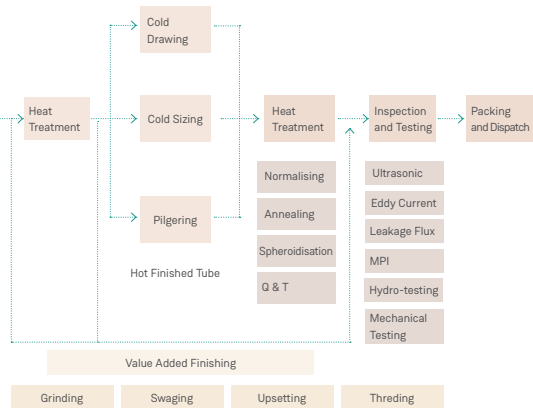 Cold
Drawing
Heat
Treatment
Cold Sizing
Heat
Treatment
Inspection
and Testing
Packing
and Dispatch
Pilgering
Normalising
Annealing
Spheroidisation
Q & T
Ultrasonic
Eddy Current
Leakage Flux
MPI
Hydro-testing
Mechanical
Testing
Hot Finished Tube
Value Added Finishing
Grinding
Swaging
Upsetting
Threding